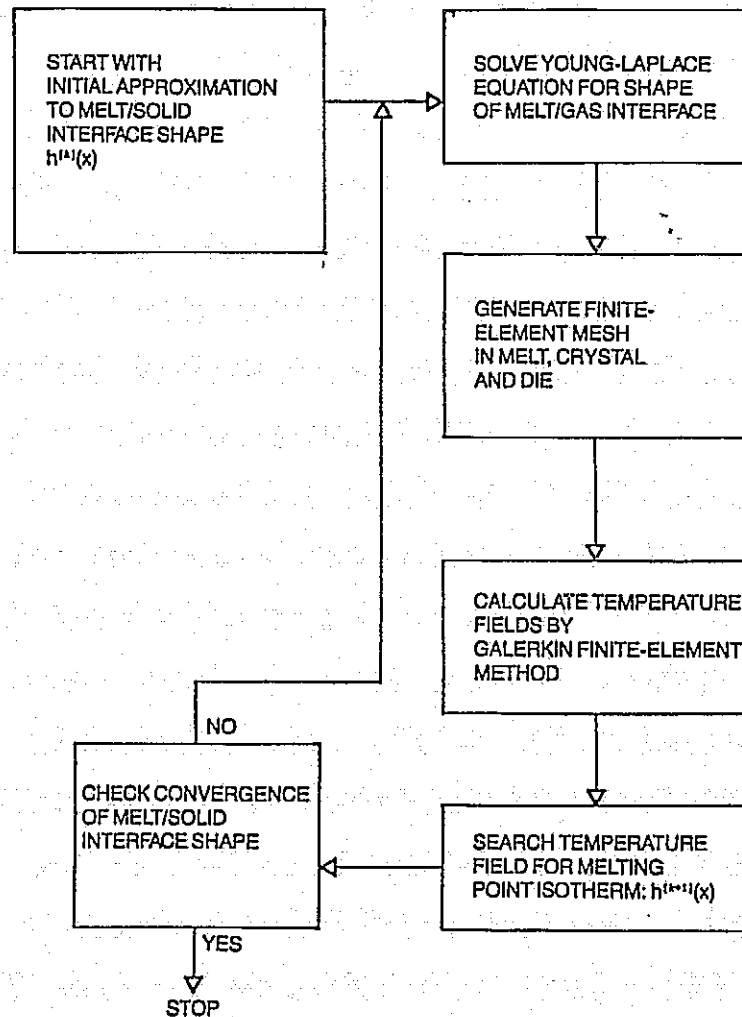 START WITH
INITIAL APPROXIMATION
TO MELT/SOLID
INTERFACE SHAPE
h[k](x)
SOLVE YOUNG-LAPLACE
EQUATION FOR SHAPE
OF MELT/GAS INTERFACE
GENERATE FINITE-
ELEMENT MESH
IN MELT, CRYSTAL
AND DIE
CALCULATE TEMPERATURE
FIELDS BY
GALERKIN FINITE-ELEMENT
METHOD
SEARCH TEMPERATURE
FIELD FOR MELTING
POINT ISOTHERM: h[k+1](x)
CHECK CONVERGENCE
OF MELT/SOLID
INTERFACE SHAPE
NO
YES
STOP